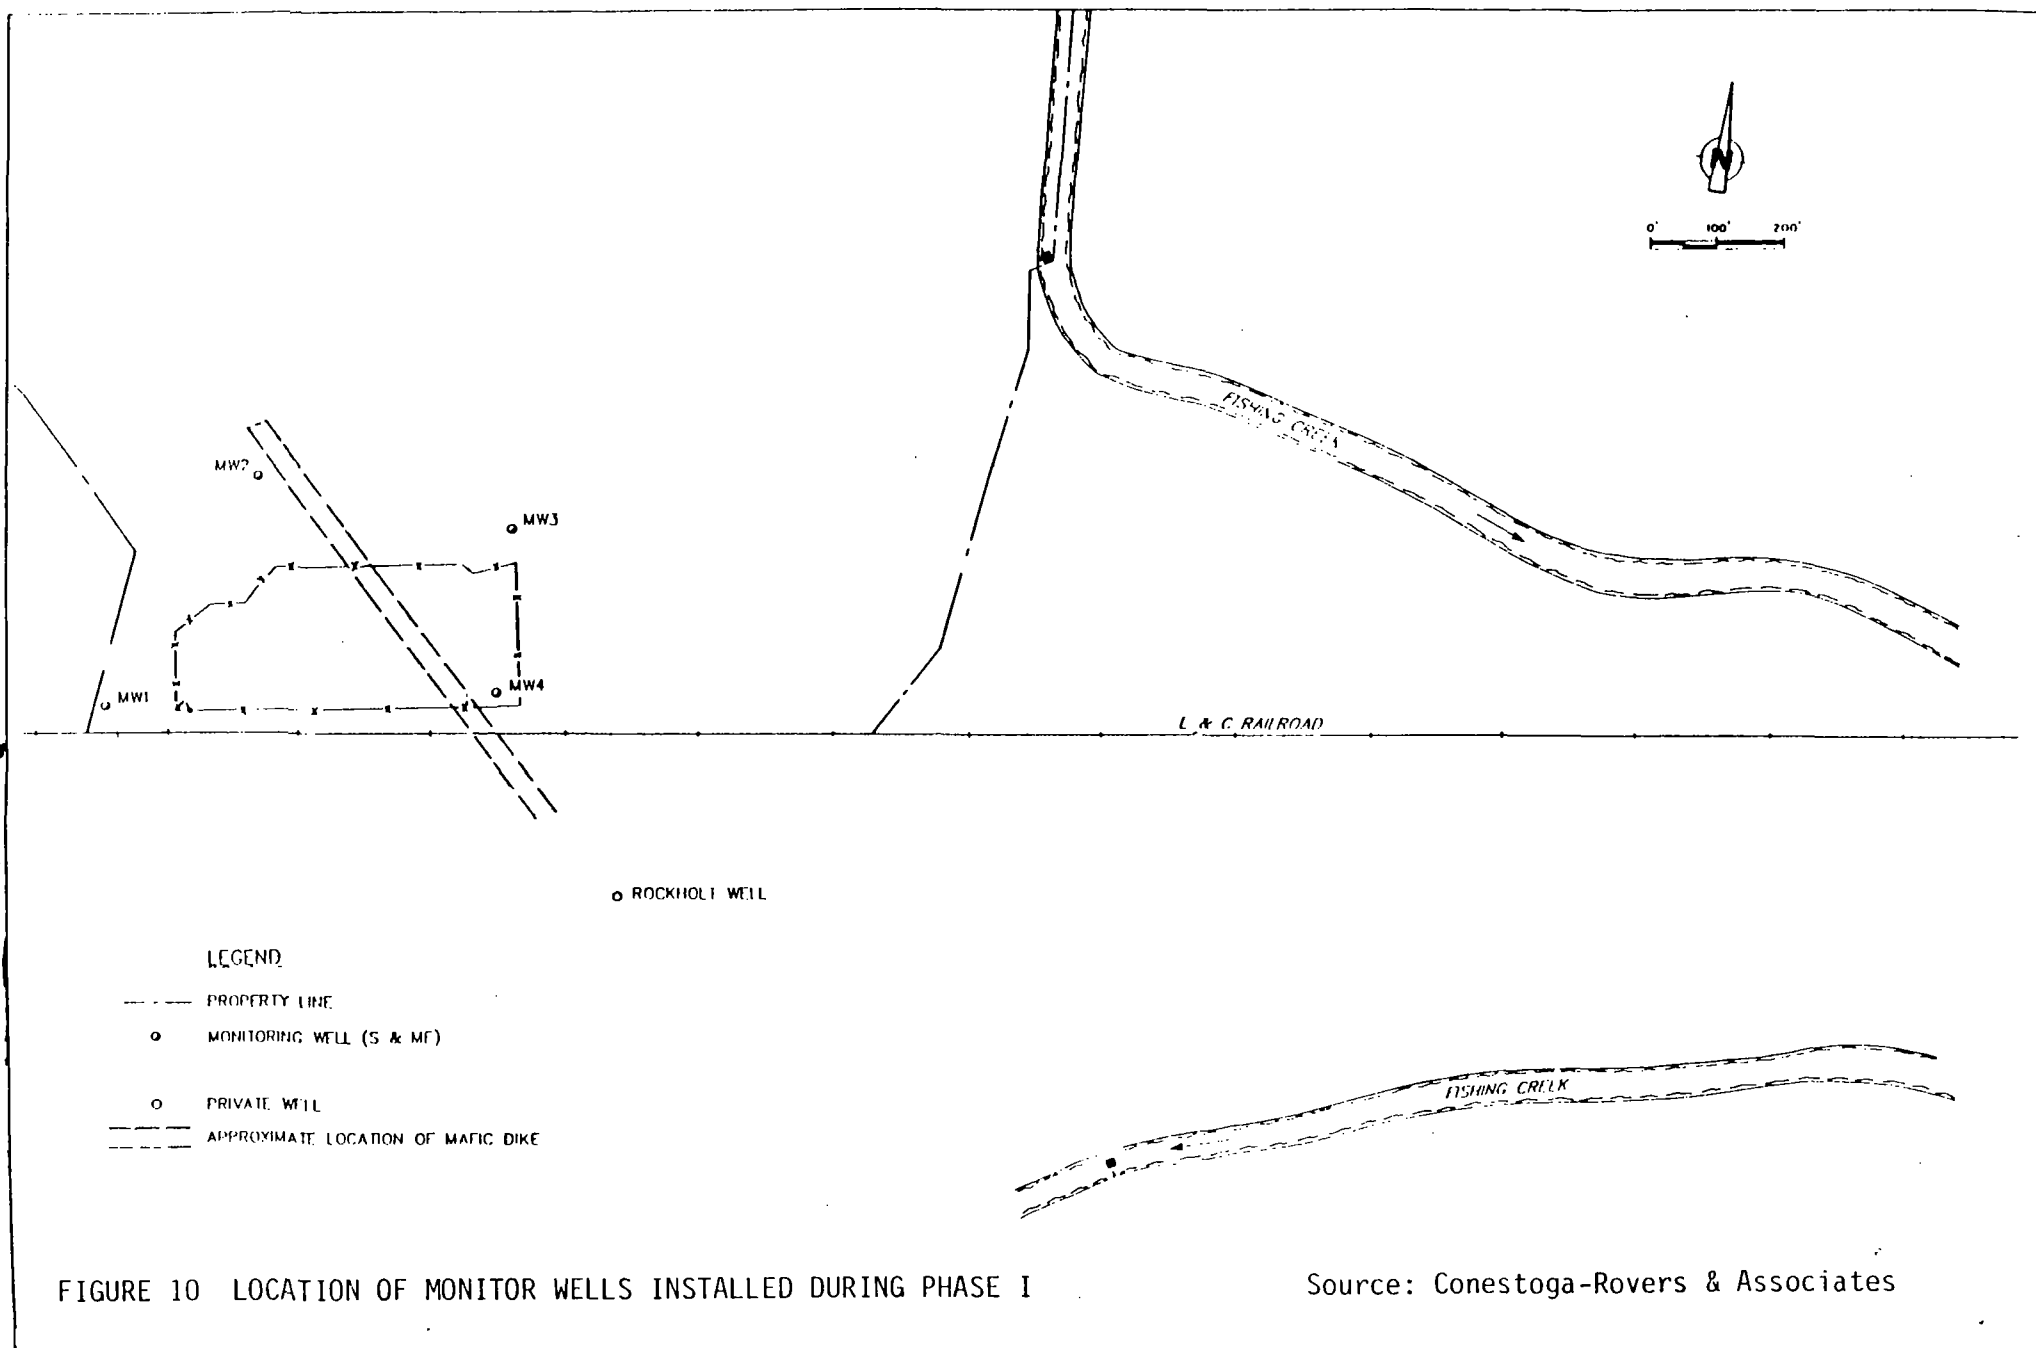 N
0' 100' 200'
FISHING CREEK
MW2
MW3
MW4
MW1
L & C RAILROAD
ROCKHOLT WELL
LEGEND
PROPERTY LINE
MONITORING WELL (S & MF)
PRIVATE WELL
APPROXIMATE LOCATION OF MAFIC DIKE
FISHING CREEK
FIGURE 10 LOCATION OF MONITOR WELLS INSTALLED DURING PHASE I
Source: Conestoga-Rovers & Associates